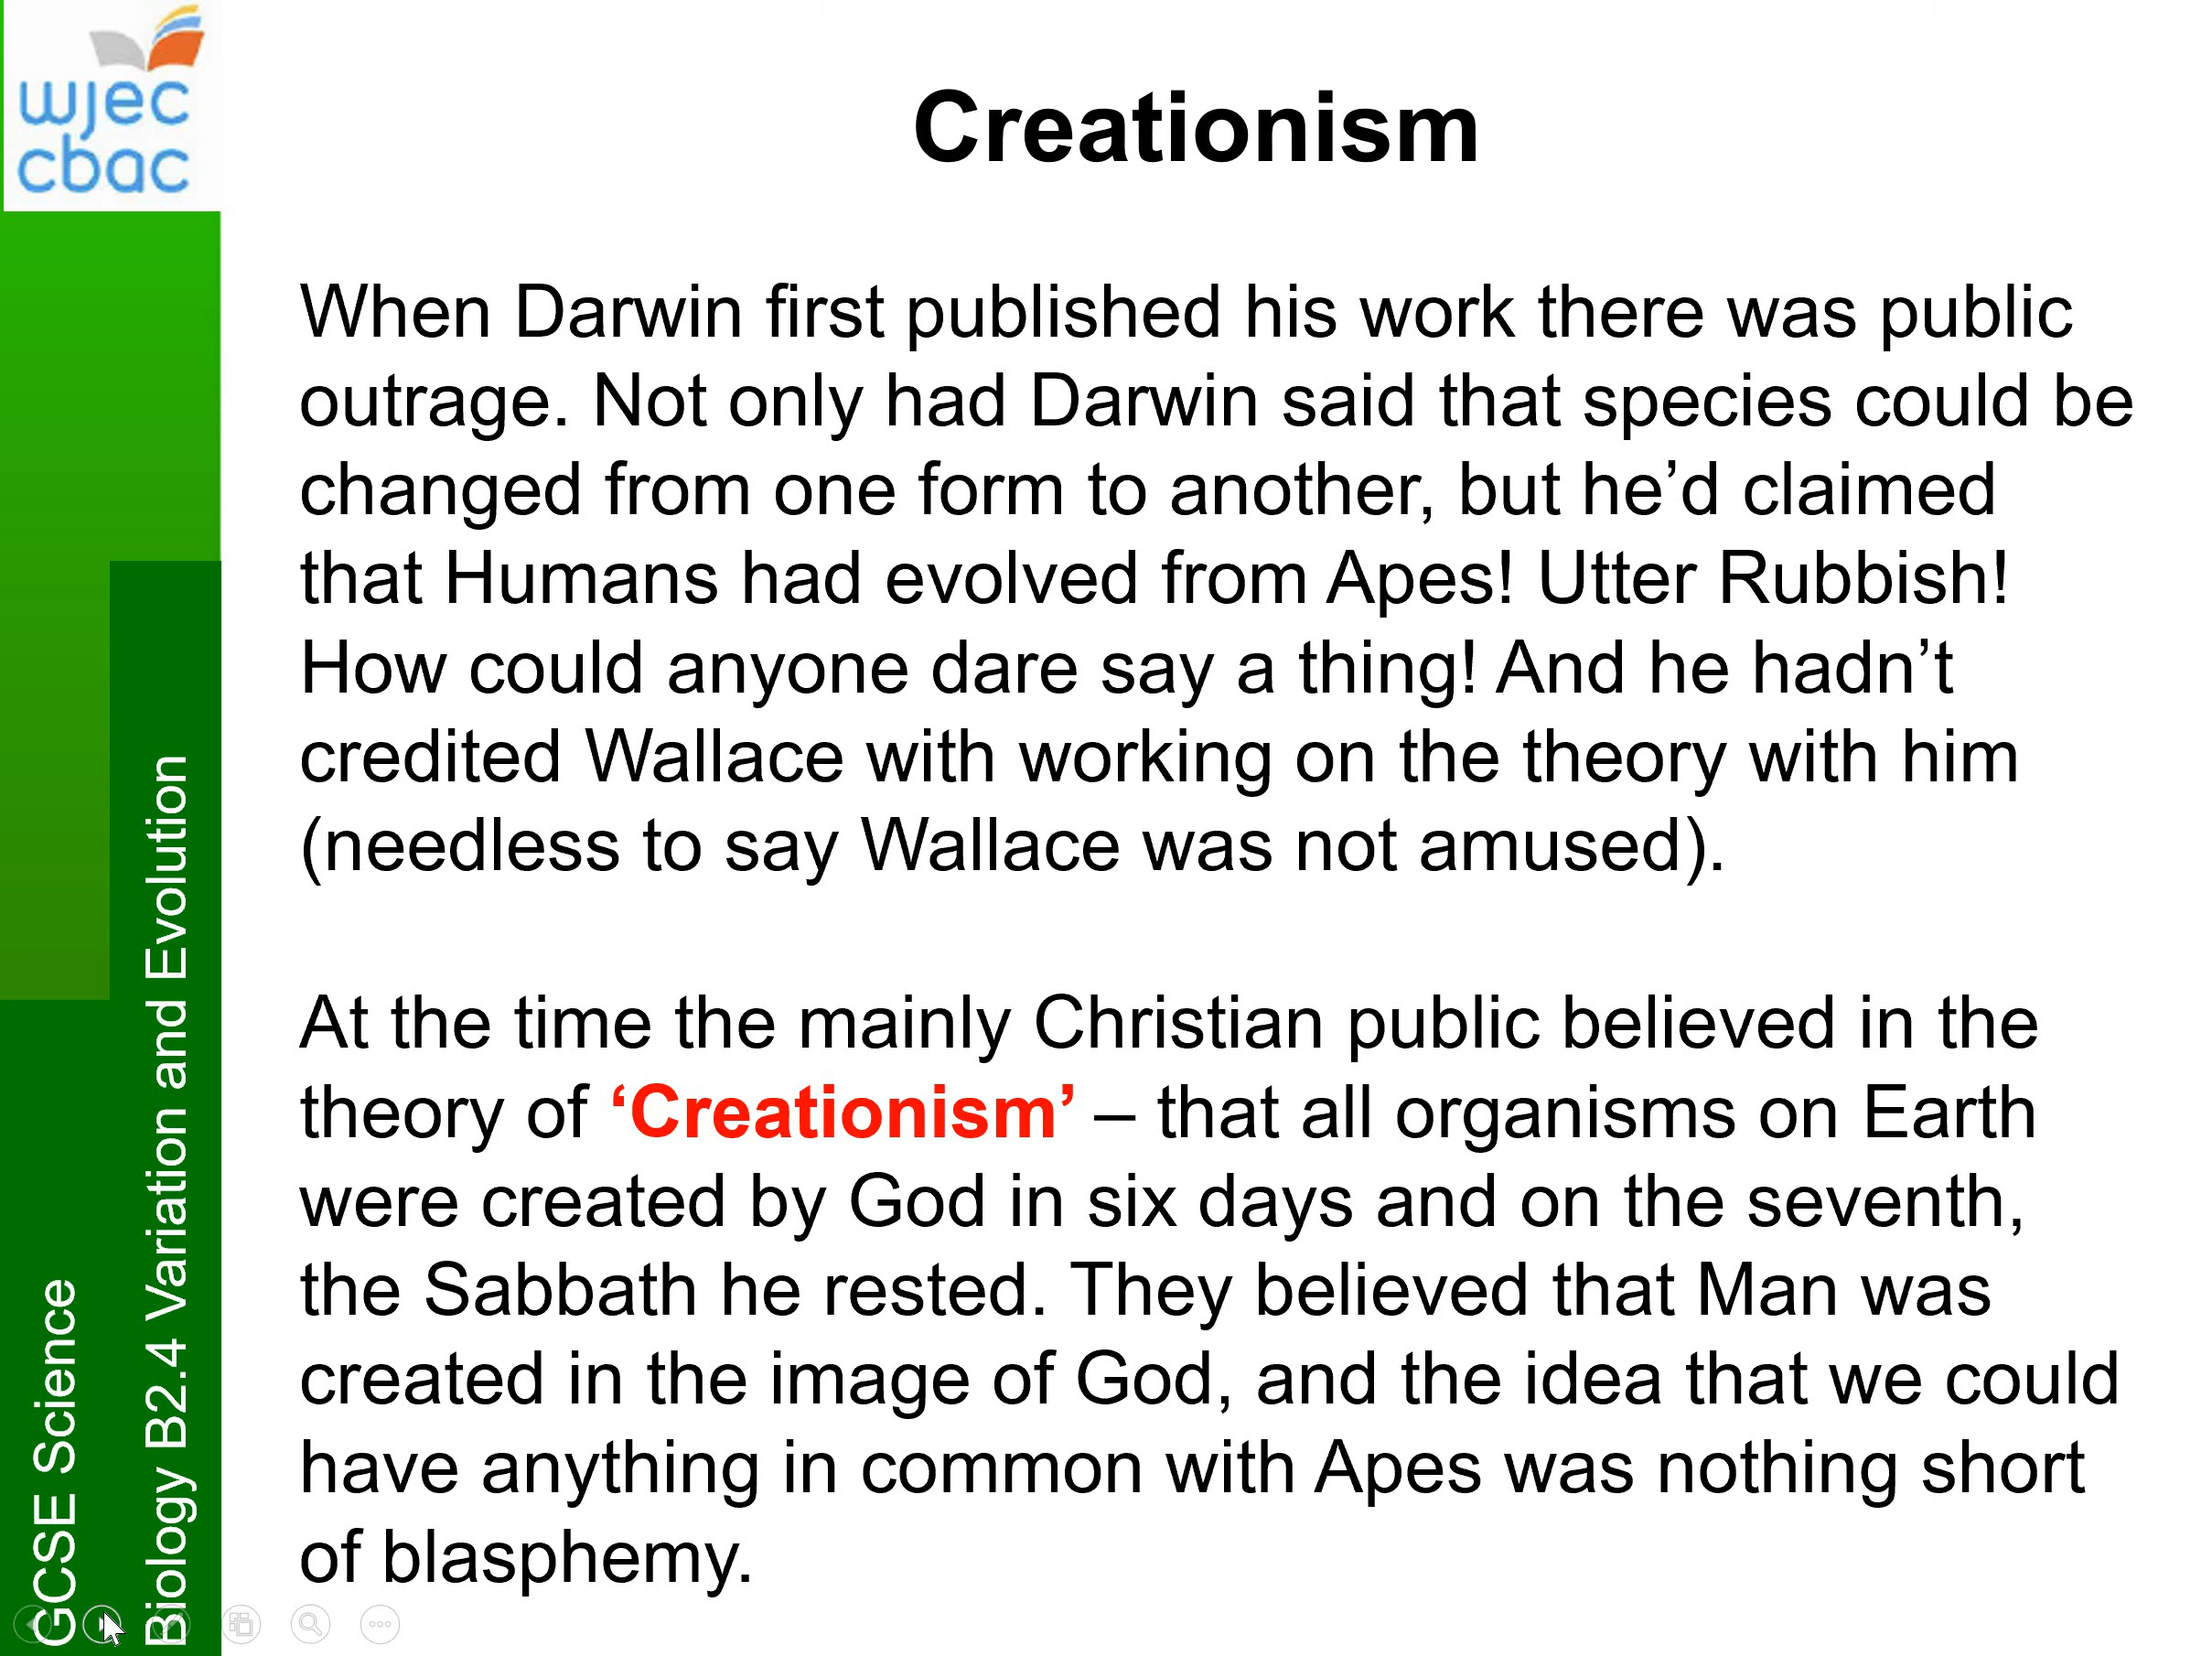 wjec
cbac
Creationism
When Darwin first published his work there was public
outrage. Not only had Darwin said that species could be
changed from one form to another, but he’d claimed
that Humans had evolved from Apes! Utter Rubbish!
How could anyone dare say a thing! And he hadn’t
credited Wallace with working on the theory with him
(needless to say Wallace was not amused).
At the time the mainly Christian public believed in the
theory of ‘Creationism’ – that all organisms on Earth
were created by God in six days and on the seventh,
the Sabbath he rested. They believed that Man was
created in the image of God, and the idea that we could
have anything in common with Apes was nothing short
of blasphemy.
GCSE Science
Biology B2.4 Variation and Evolution